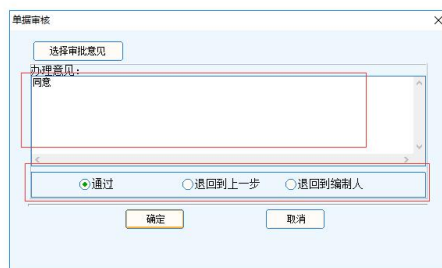 单据审核
选择审批意见
办理意见：
同意
通过 退回到上一步 退回到编制人
确定 取消